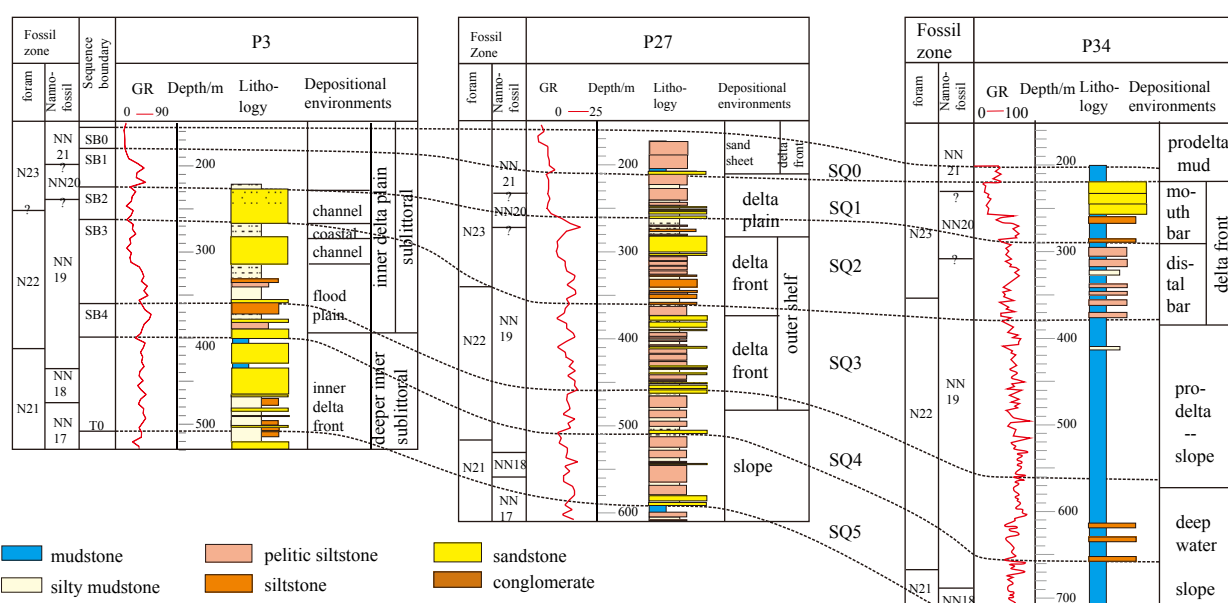 Fossil
zone
Sequence
boundary
P3
foram
Nanno-
fossil
GR
0 — 90
Depth/m
Litho-
logy
Depositional
environments
N23
?
N22
N21
NN
21
?
NN20
?
NN
19
NN
18
NN
17
SB0
SB1
SB2
SB3
SB4
T0
200
300
400
500
channel
coastal
channel
flood
plain
inner
delta
front
inner delta plain
sublittoral
deeper inner
sublittoral
Fossil
Zone
P27
foram
Nanno-
fossil
GR
0 —25
Depth/m
Litho-
logy
Depositional
environments
N23
N22
N21
NN
21
?
NN20
?
NN
19
NN18
NN
17
200
300
400
500
600
sand
sheet
delta
front
delta
plain
delta
front
delta
front
outer shelf
slope
SQ0
SQ1
SQ2
SQ3
SQ4
SQ5
Fossil
zone
P34
foram
Nanno-
fossil
GR
0—100
Depth/m
Litho-
logy
Depositional
environments
N23
N22
N21
NN
21
?
NN20
?
NN
19
NN18
200
300
400
500
600
700
prodelta
mud
mo-
uth
bar
dis-
tal
bar
delta front
pro-
delta
--
slope
deep
water
slope
mudstone
silty mudstone
pelitic siltstone
siltstone
sandstone
conglomerate